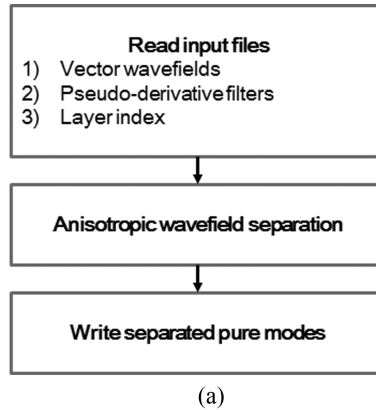 Read input files
1) Vector wavefields
2) Pseudo-derivative filters
3) Layer index
Anisotropic wavefield separation
Write separated pure modes
(a)